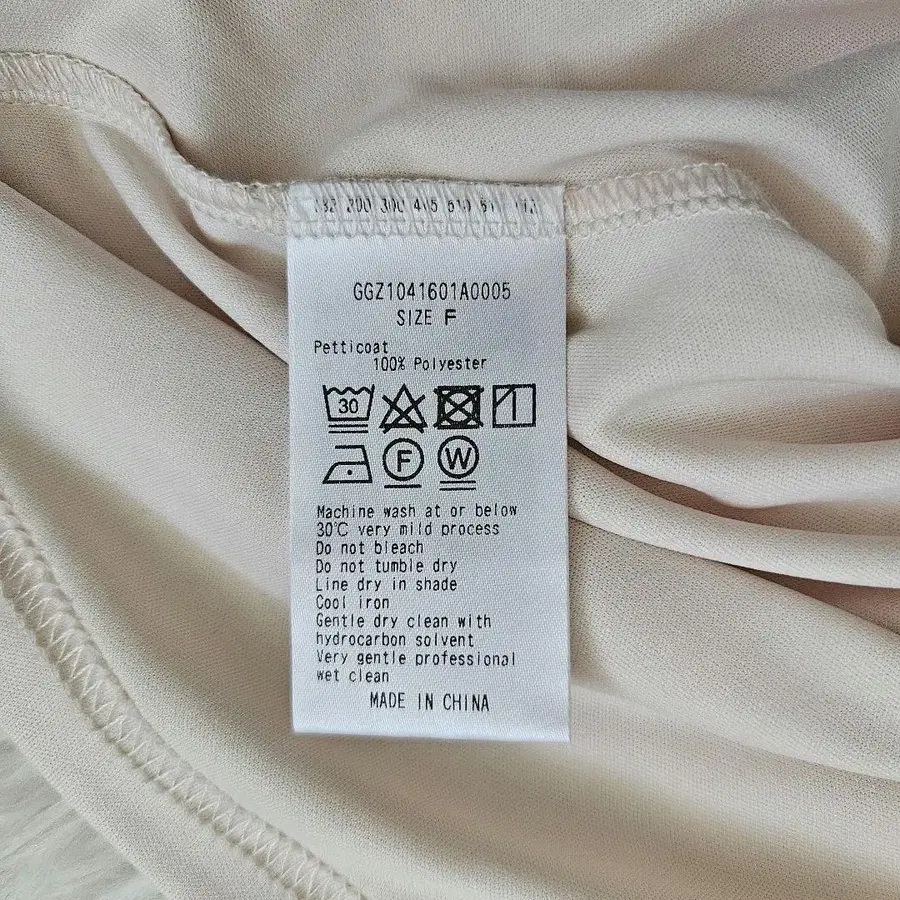 200 300
GGZ1041601A0005
SIZE F
Petticoat
100% Polyester
30
F W
Machine wash at or below
30℃ very mild process
Do not bleach
Do not tumble dry
Line dry in shade
Cool iron
Gentle dry clean with
hydrocarbon solvent
Very gentle professional
wet clean
MADE IN CHINA